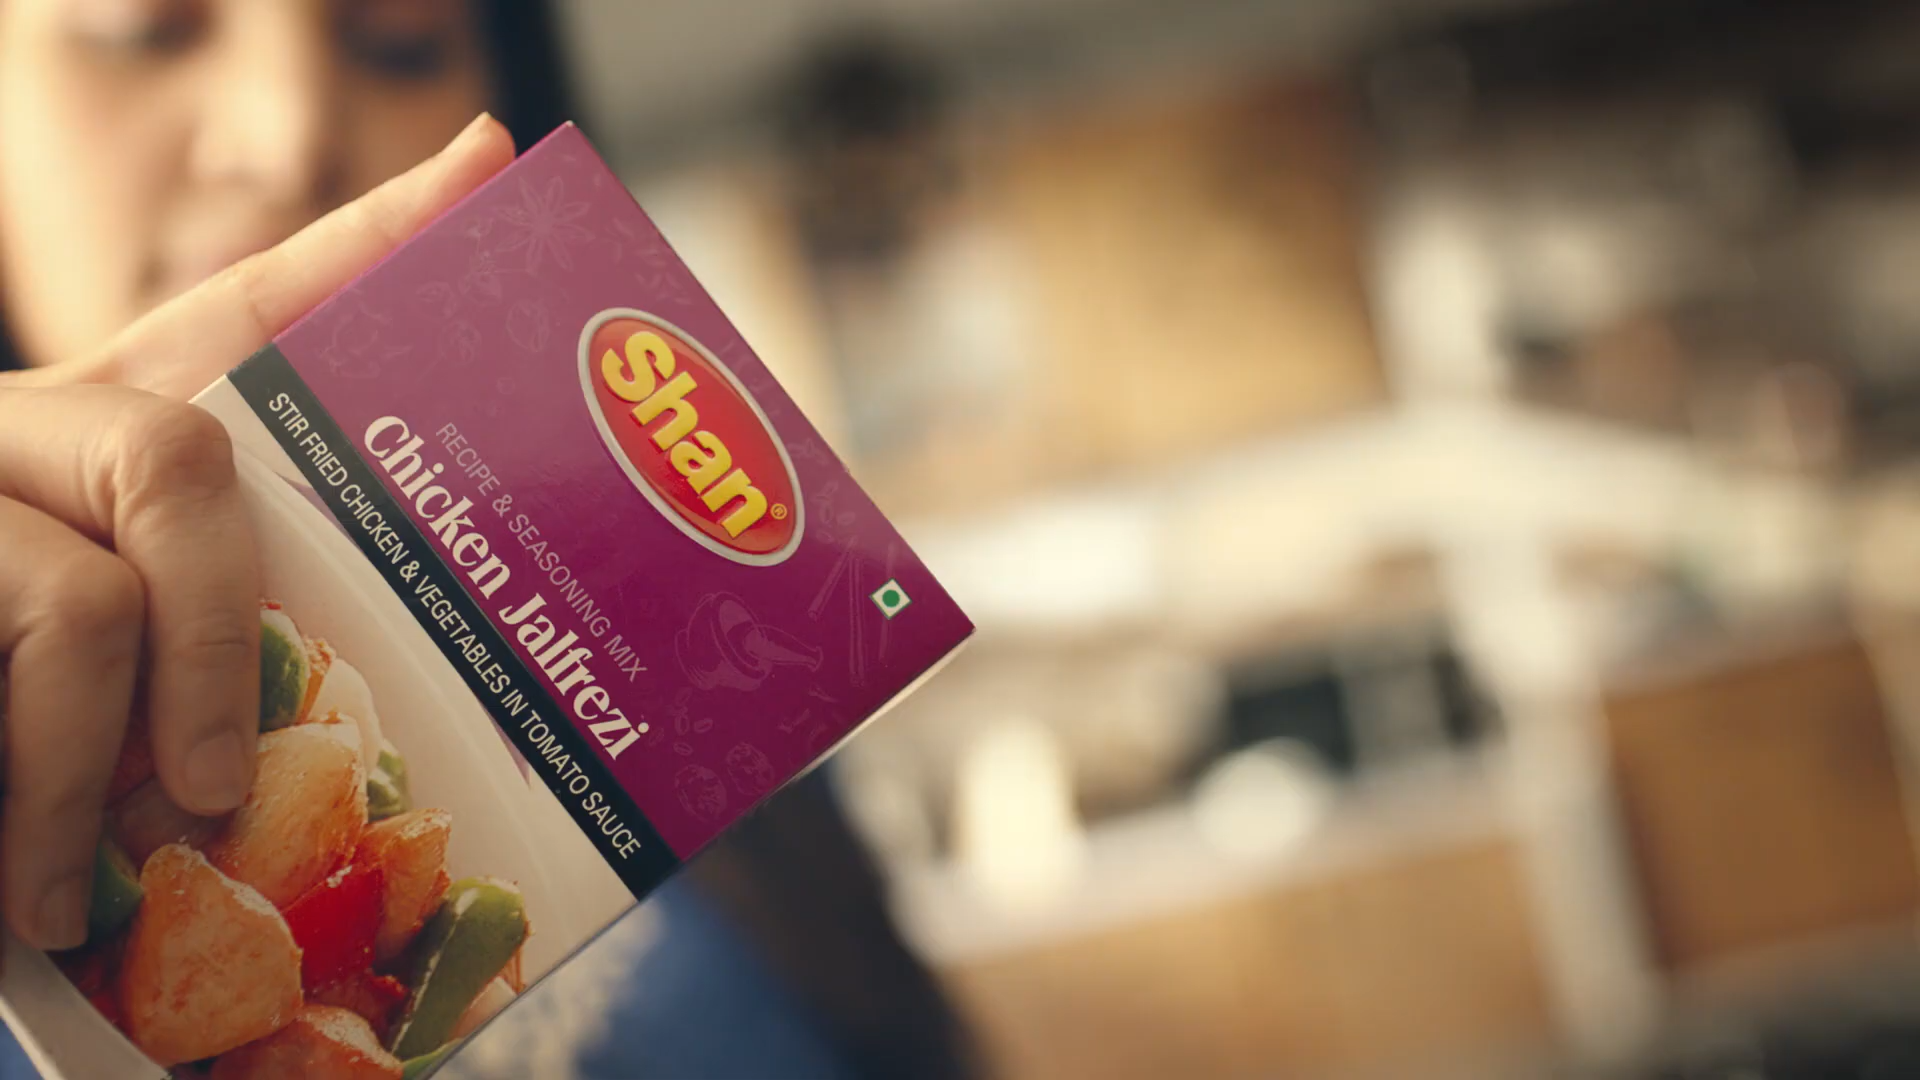 Shan®
RECIPE & SEASONING MIX
Chicken Jalfrezi
STIR FRIED CHICKEN & VEGETABLES IN TOMATO SAUCE